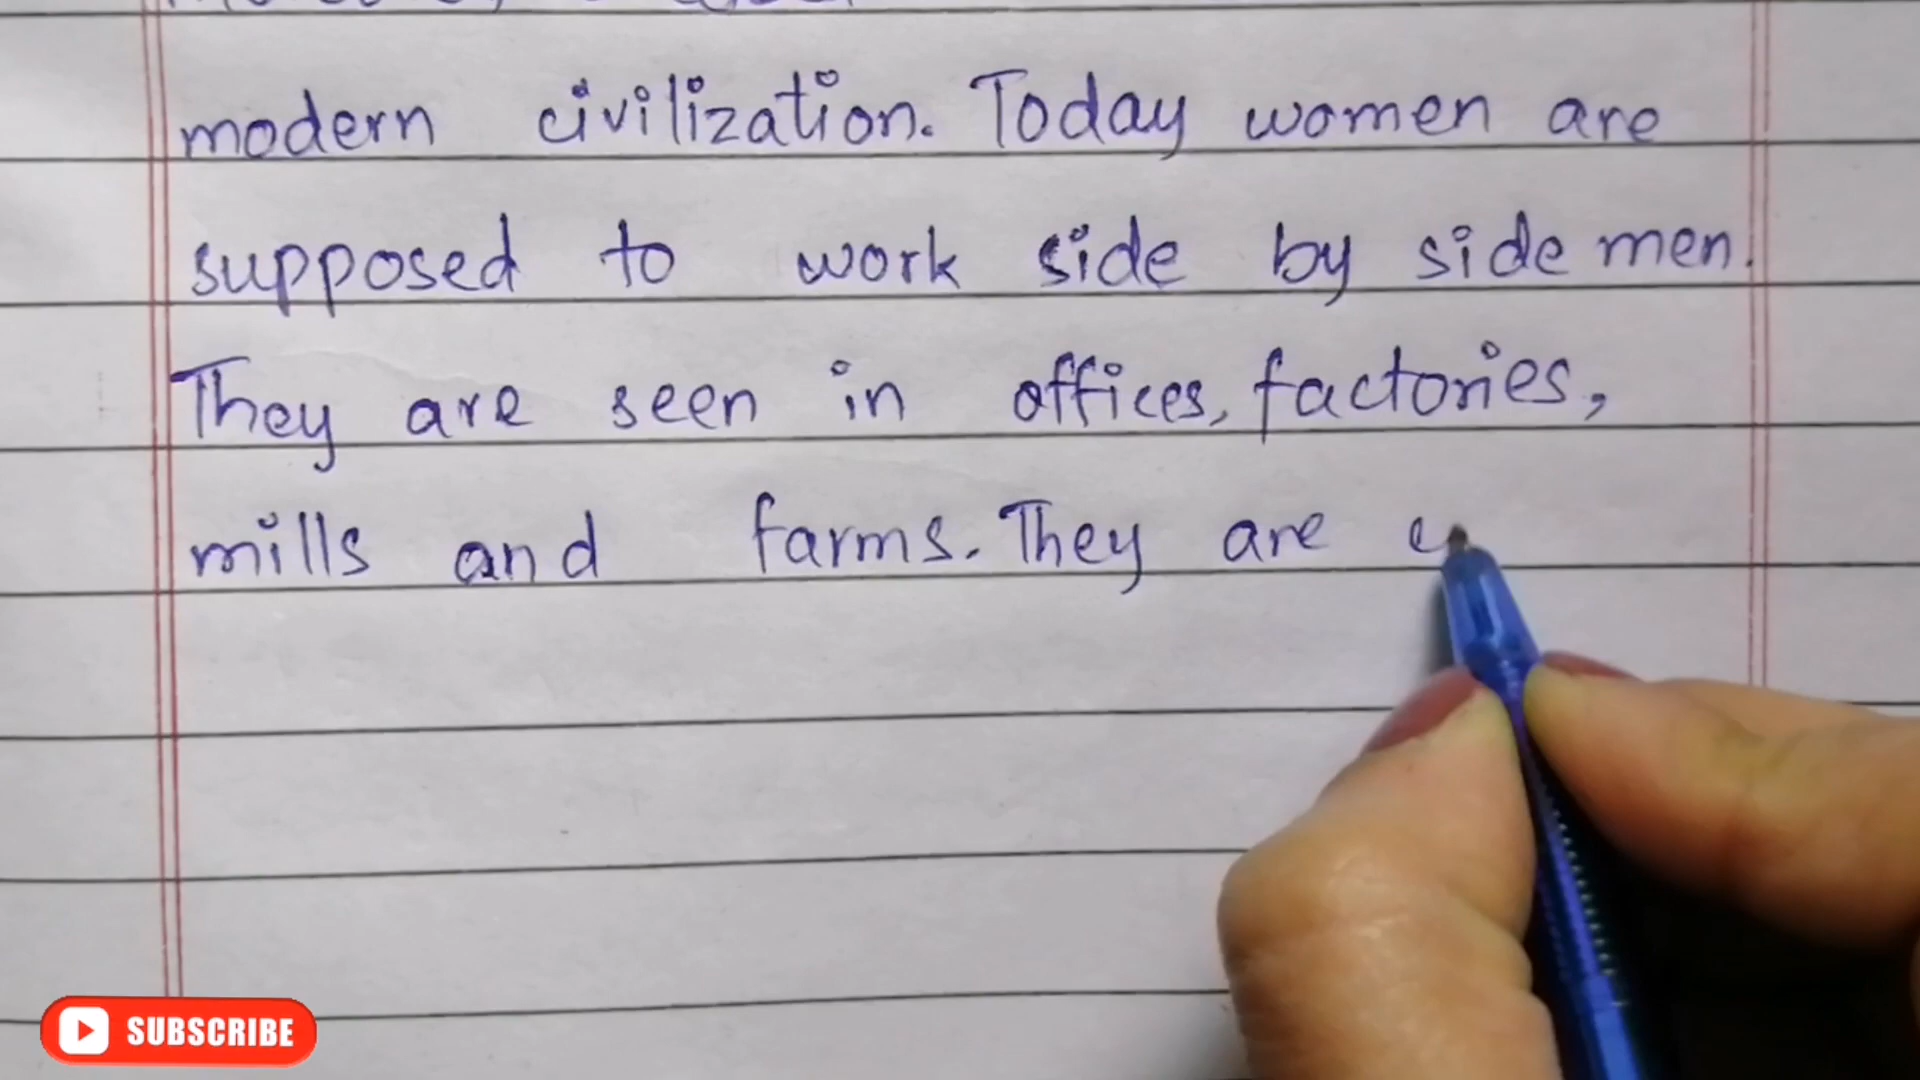 modern civilization. Today women are
supposed to work side by side men.
They are seen in offices, factories,
mills and farms. They are
SUBSCRIBE